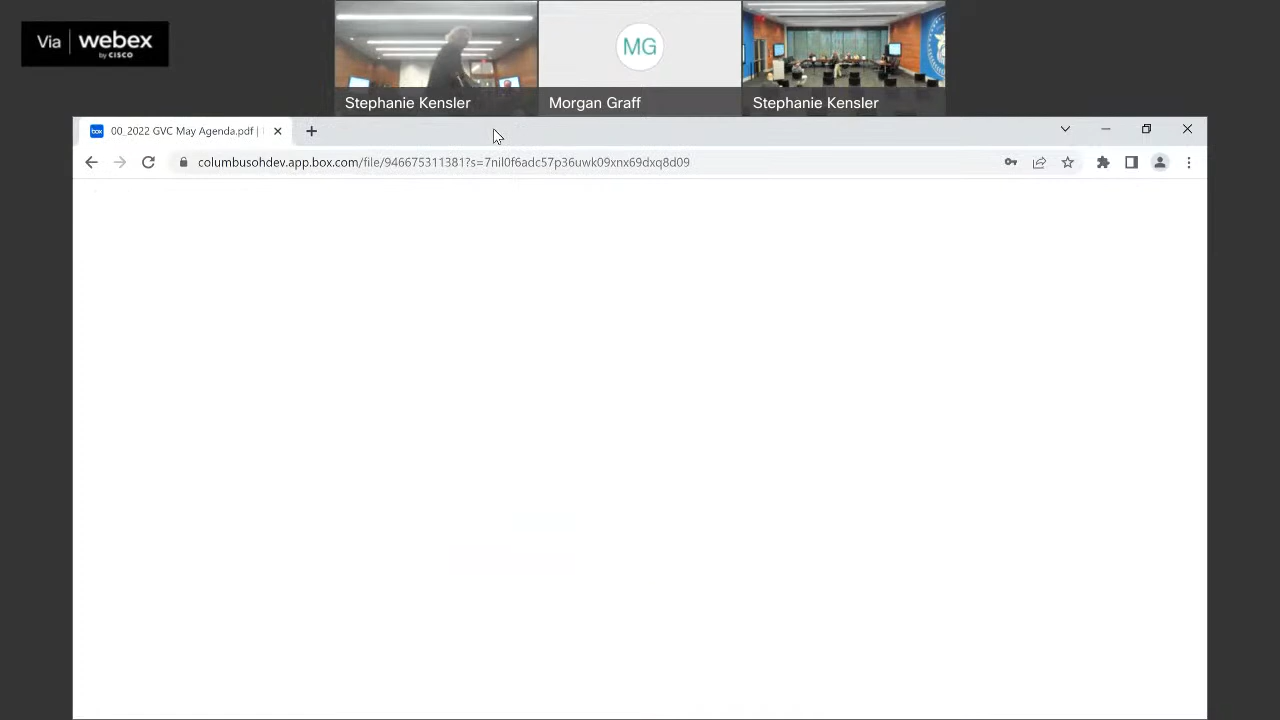 Via webex
by CISCO
MG
Stephanie Kensler
Morgan Graff
Stephanie Kensler
00_2022 GVC May Agenda.pdf |
columbusohdev.app.box.com/file/946675311381?s=7nil0f6adc57p36uwk09xnx69dxq8d09